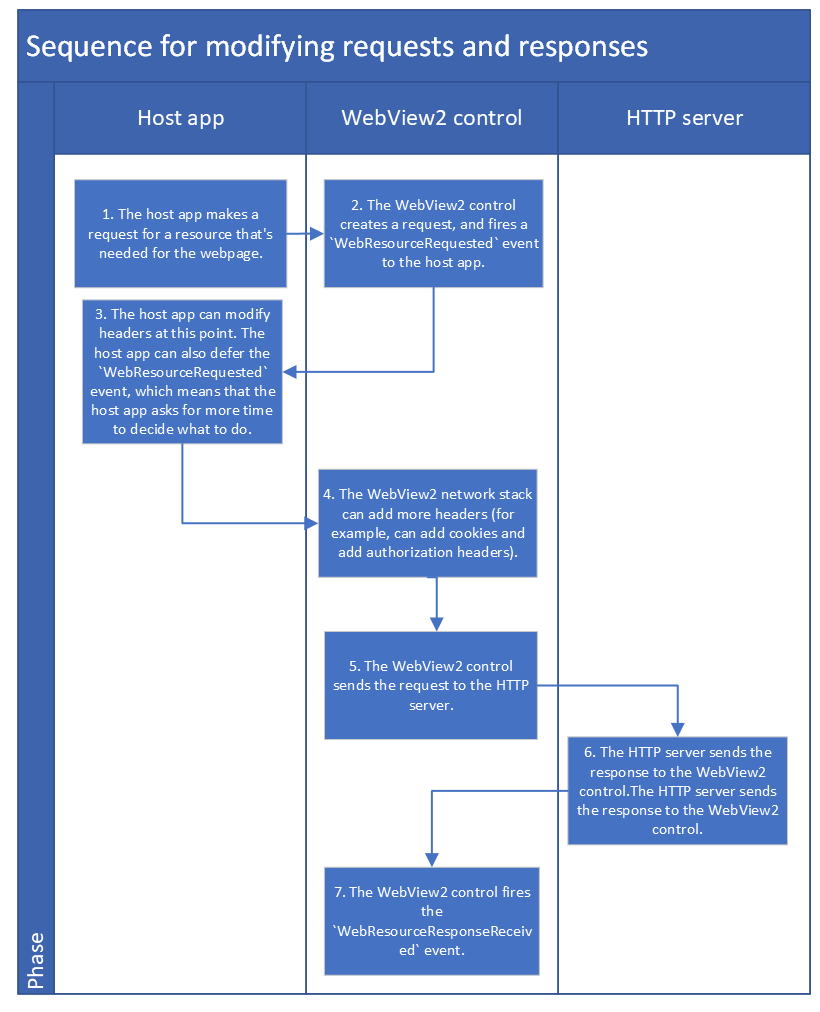 Sequence for modifying requests and responses
Host app
WebView2 control
HTTP server
1. The host app makes a
request for a resource that's
needed for the webpage.
2. The WebView2 control
creates a request, and fires a
`WebResourceRequested` event
to the host app.
3. The host app can modify
headers at this point. The
host app can also defer the
`WebResourceRequested`
event, which means that the
host app asks for more time
to decide what to do.
4. The WebView2 network stack
can add more headers (for
example, can add cookies and
add authorization headers).
5. The WebView2 control
sends the request to the HTTP
server.
6. The HTTP server sends the
response to the WebView2
control.The HTTP server sends
the response to the WebView2
control.
7. The WebView2 control fires
the
`WebResourceResponseReceiv
ed` event.
Phase